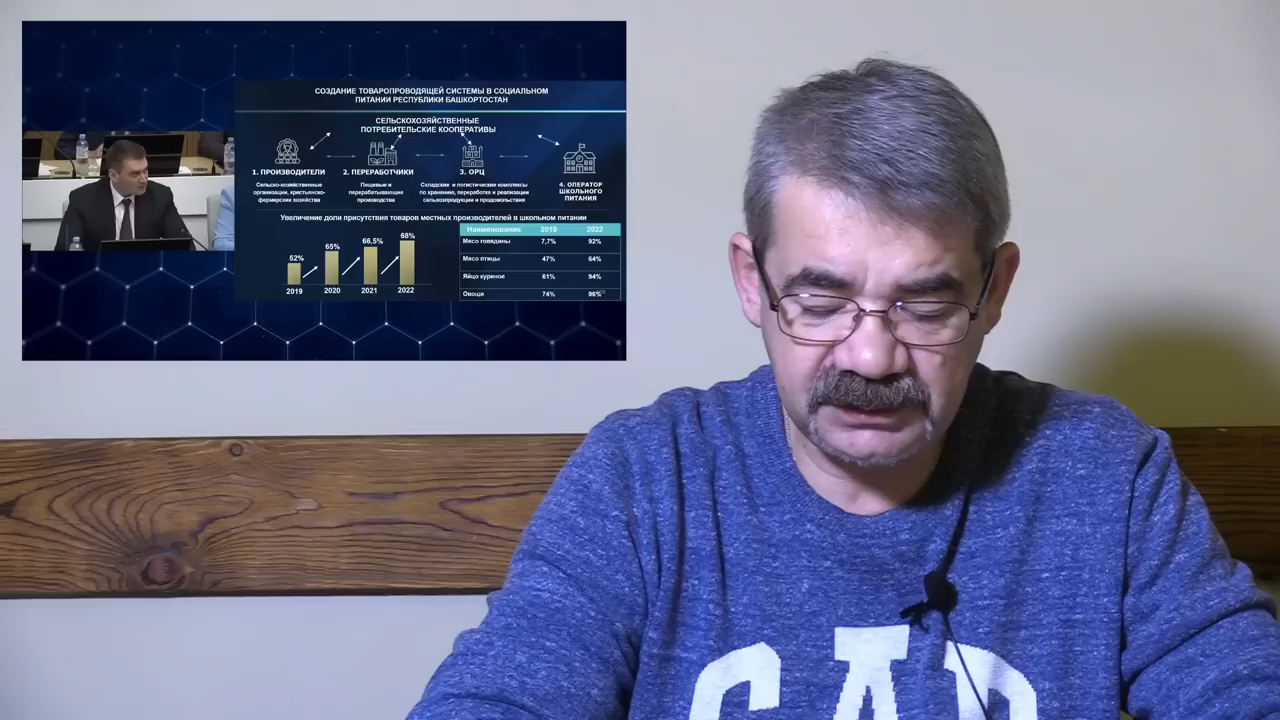 СОЗДАНИЕ ТОВАРОПРОВОДЯЩЕЙ СИСТЕМЫ В СОЦИАЛЬНОМ
ПИТАНИИ РЕСПУБЛИКИ БАШКОРТОСТАН
СЕЛЬСКОХОЗЯЙСТВЕННЫЕ
ПОТРЕБИТЕЛЬСКИЕ КООПЕРАТИВЫ
1. ПРОИЗВОДИТЕЛИ
Сельско-хозяйственные
организации, крестьянско-
фермерские хозяйства
2. ПЕРЕРАБОТЧИКИ
Пищевые и
перерабатывающие
производства
3. ОРЦ
Складские и логистические комплексы
по хранению, переработке и реализации
сельхозпродукции и продовольствия
4. ОПЕРАТОР
ШКОЛЬНОГО
ПИТАНИЯ
Увеличение доли присутствия товаров местных производителей в школьном питании
52% 65% 66,5% 68%
2019 2020 2021 2022
Наименование 2019 2022
Мясо говядины 7,7% 92%
Мясо птицы 47% 64%
Яйцо куриное 61% 94%
Овощи 74% 96%
GAP